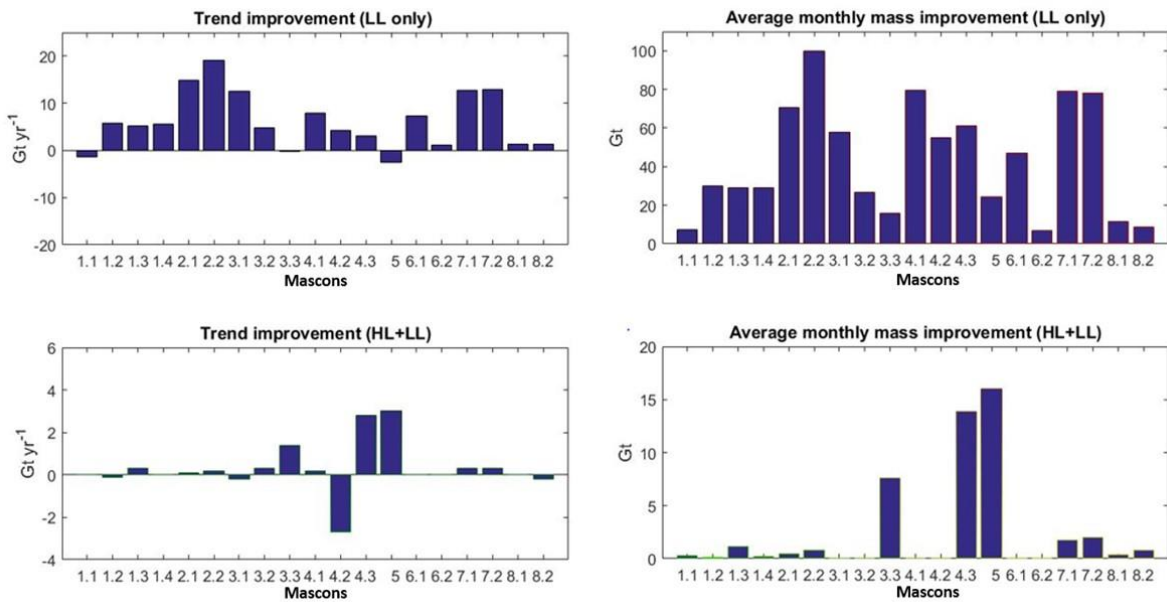 Trend improvement (LL only)
20
10
0
-10
-20
Gt yr-1
1.1 1.2 1.3 1.4 2.1 2.2 3.1 3.2 3.3 4.1 4.2 4.3 5 6.1 6.2 7.1 7.2 8.1 8.2
Mascons
Average monthly mass improvement (LL only)
100
80
60
40
20
0
Gt
1.1 1.2 1.3 1.4 2.1 2.2 3.1 3.2 3.3 4.1 4.2 4.3 5 6.1 6.2 7.1 7.2 8.1 8.2
Mascons
Trend improvement (HL+LL)
6
4
2
0
-2
-4
Gt yr-1
1.1 1.2 1.3 1.4 2.1 2.2 3.1 3.2 3.3 4.1 4.2 4.3 5 6.1 6.2 7.1 7.2 8.1 8.2
Mascons
Average monthly mass improvement (HL+LL)
20
15
10
5
0
Gt
1.1 1.2 1.3 1.4 2.1 2.2 3.1 3.2 3.3 4.1 4.2 4.3 5 6.1 6.2 7.1 7.2 8.1 8.2
Mascons